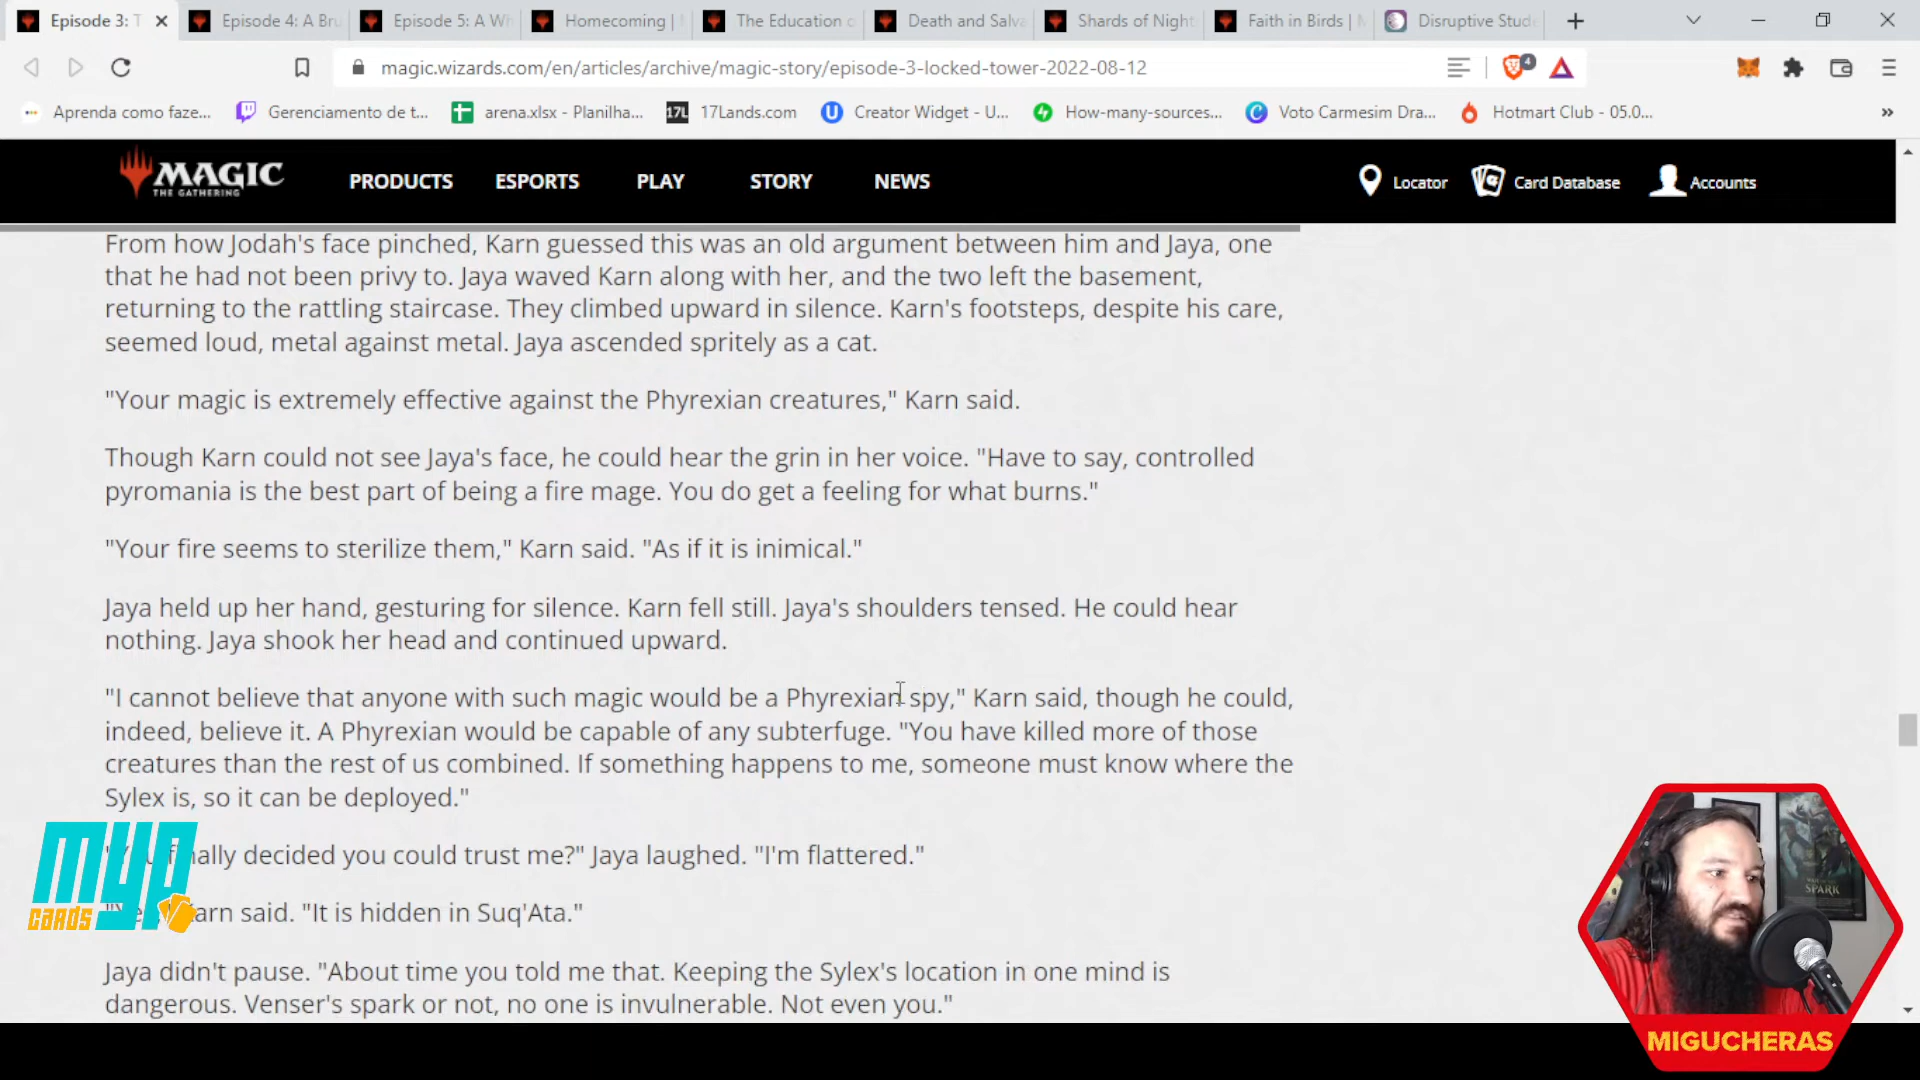 Episode 3: T
Episode 4: A Bru
Episode 5: A Wh
Homecoming |
The Education o
Death and Salva
Shards of Night
Faith in Birds |
Disruptive Stude
magic.wizards.com/en/articles/archive/magic-story/episode-3-locked-tower-2022-08-12
4
Aprenda como faze...
Gerenciamento de t...
arena.xlsx - Planilha...
17L 17Lands.com
Creator Widget - U...
How-many-sources...
Voto Carmesim Dra...
Hotmart Club - 05.0...
»
MAGIC
THE GATHERING
PRODUCTS
ESPORTS
PLAY
STORY
NEWS
Locator
Card Database
Accounts
From how Jodah's face pinched, Karn guessed this was an old argument between him and Jaya, one
that he had not been privy to. Jaya waved Karn along with her, and the two left the basement,
returning to the rattling staircase. They climbed upward in silence. Karn's footsteps, despite his care,
seemed loud, metal against metal. Jaya ascended spritely as a cat.
"Your magic is extremely effective against the Phyrexian creatures," Karn said.
Though Karn could not see Jaya's face, he could hear the grin in her voice. "Have to say, controlled
pyromania is the best part of being a fire mage. You do get a feeling for what burns."
"Your fire seems to sterilize them," Karn said. "As if it is inimical."
Jaya held up her hand, gesturing for silence. Karn fell still. Jaya's shoulders tensed. He could hear
nothing. Jaya shook her head and continued upward.
"I cannot believe that anyone with such magic would be a Phyrexian spy," Karn said, though he could,
indeed, believe it. A Phyrexian would be capable of any subterfuge. "You have killed more of those
creatures than the rest of us combined. If something happens to me, someone must know where the
Sylex is, so it can be deployed."
decided you could trust me?" Jaya laughed. "I'm flattered."
Karn said. "It is hidden in Suq'Ata."
Jaya didn't pause. "About time you told me that. Keeping the Sylex's location in one mind is
dangerous. Venser's spark or not, no one is invulnerable. Not even you."
myp
cards
SPARK
MIGUCHERAS